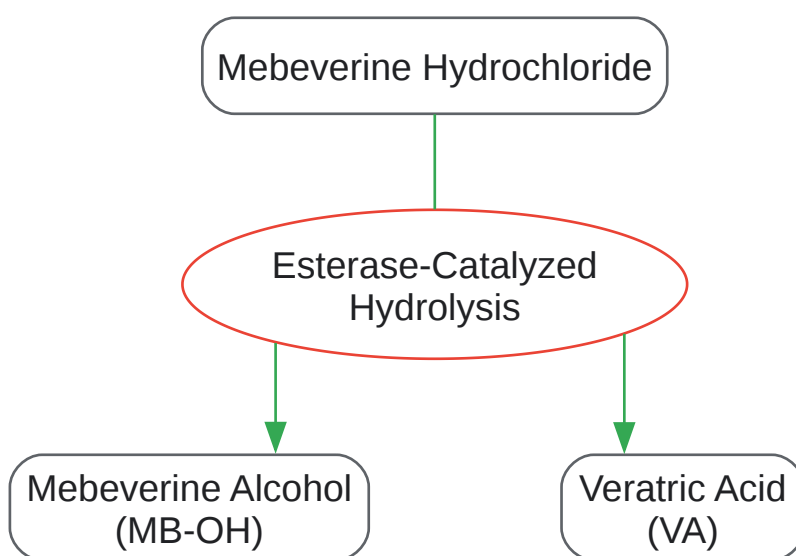 Mebeverine Hydrochloride
Esterase-Catalyzed
Hydrolysis
Mebeverine Alcohol
(MB-OH)
Veratric Acid
(VA)